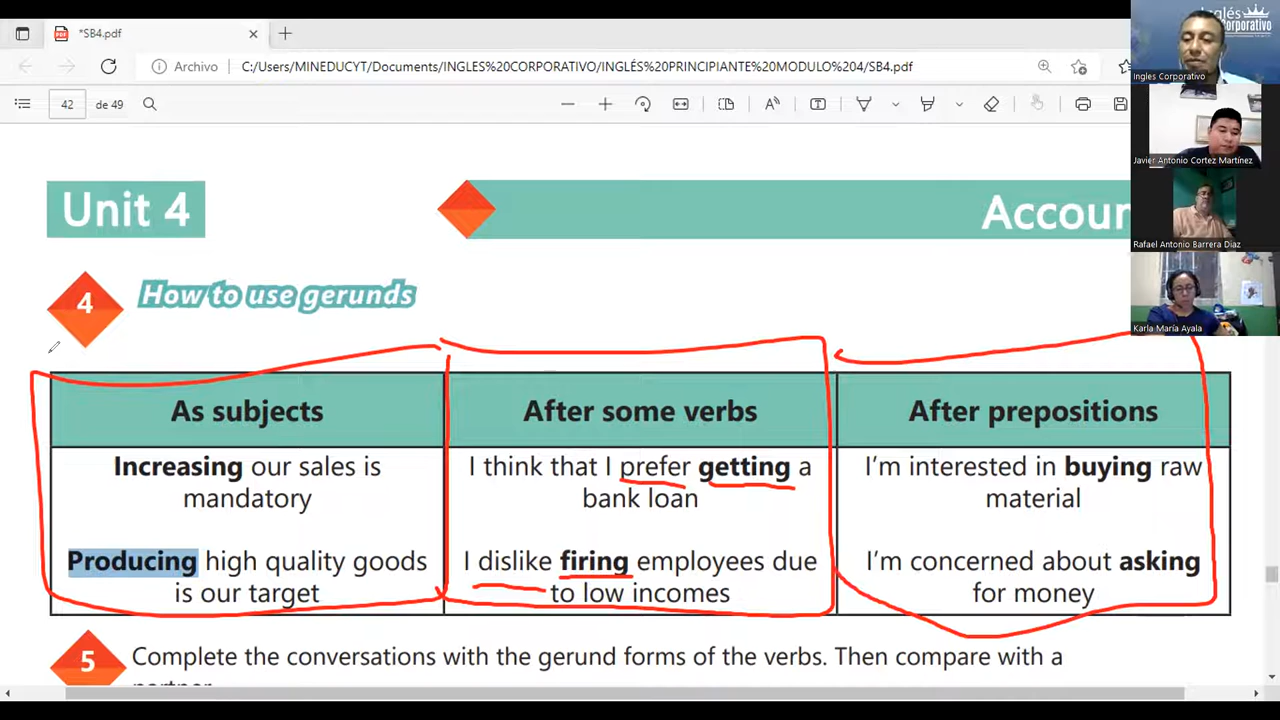 *SB4.pdf
Archivo
C:/Users/MINEDUCYT/Documents/INGLES%20CORPORATIVO/INGLÉS%20PRINCIPIANTE%20MODULO%204/SB4.pdf
42
de 49
Inglés
Corporativo
Ingles Corporativo
Javier Antonio Cortez Martínez
Rafael Antonio Barrera Diaz
Karla María Ayala
Unit 4
Accoun
4
How to use gerunds
As subjects
After some verbs
After prepositions
Increasing our sales is
mandatory
I think that I prefer getting a
bank loan
I'm interested in buying raw
material
Producing high quality goods
is our target
I dislike firing employees due
to low incomes
I'm concerned about asking
for money
5
Complete the conversations with the gerund forms of the verbs. Then compare with a